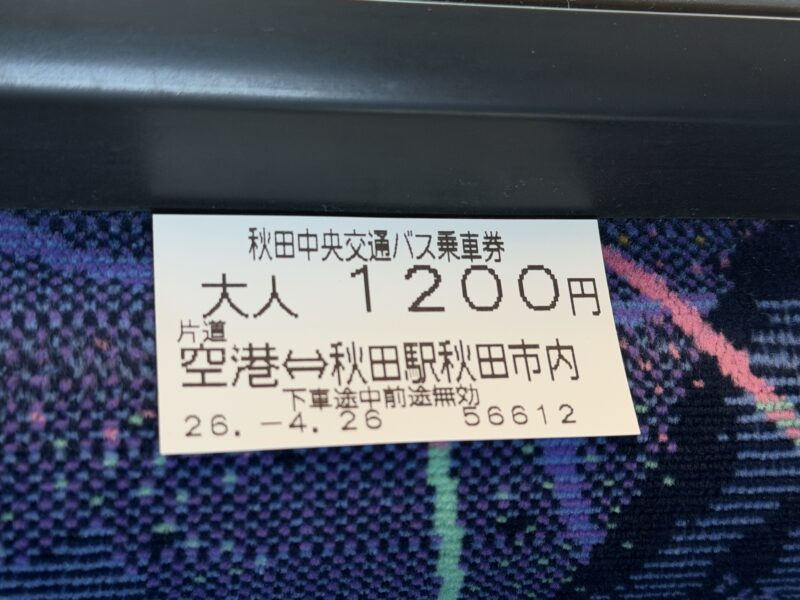 秋田中央交通バス乗車券
大人 1200円
片道
空港⇔秋田駅秋田市内
下車途中前途無効
26.-4.26 56612